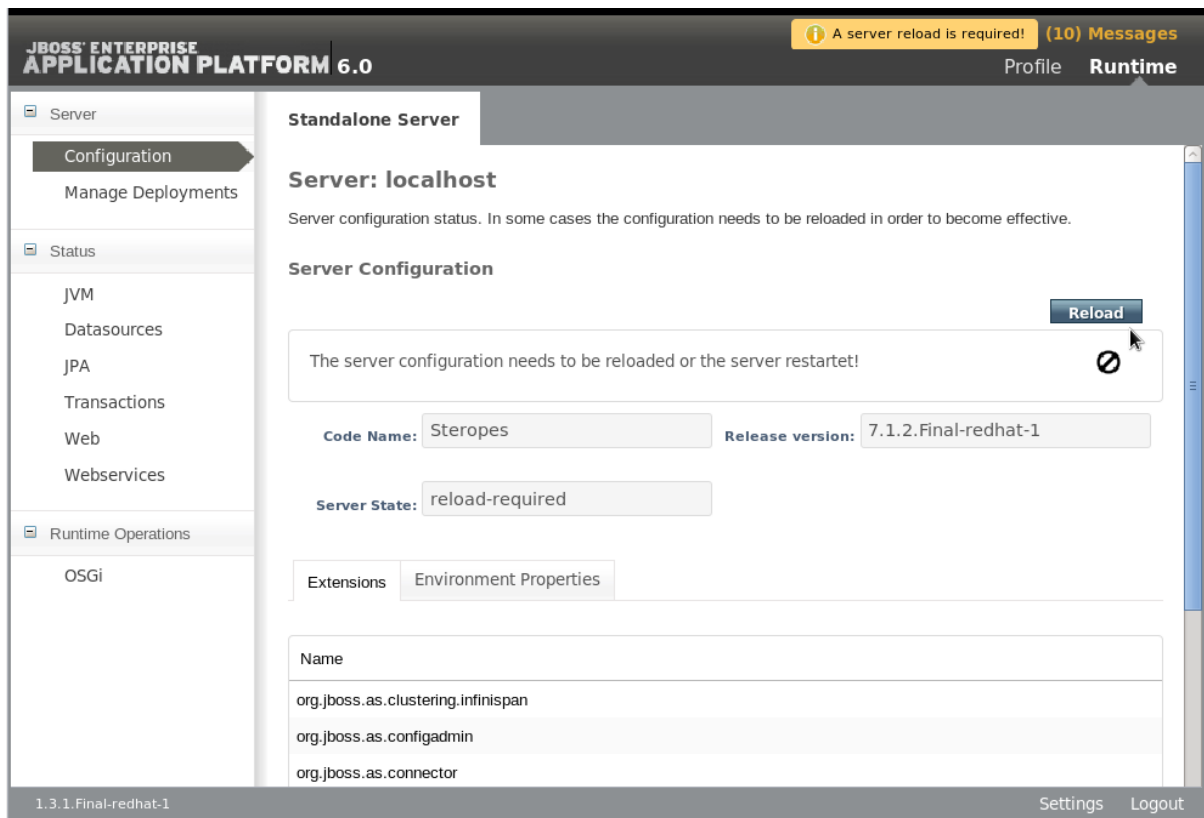 A server reload is required! (10) Messages
JBOSS' ENTERPRISE
APPLICATION PLATFORM 6.0
Profile Runtime
Server
Standalone Server
Configuration
Manage Deployments
Server: localhost
Server configuration status. In some cases the configuration needs to be reloaded in order to become effective.
Status
Server Configuration
JVM
Reload
Datasources
The server configuration needs to be reloaded or the server restartet!
JPA
Transactions
Code Name: Steropes Release version: 7.1.2.Final-redhat-1
Web
Webservices
Server State: reload-required
Runtime Operations
OSGi
Extensions Environment Properties
Name
org.jboss.as.clustering.infinispan
org.jboss.as.configadmin
org.jboss.as.connector
1.3.1.Final-redhat-1 Settings Logout